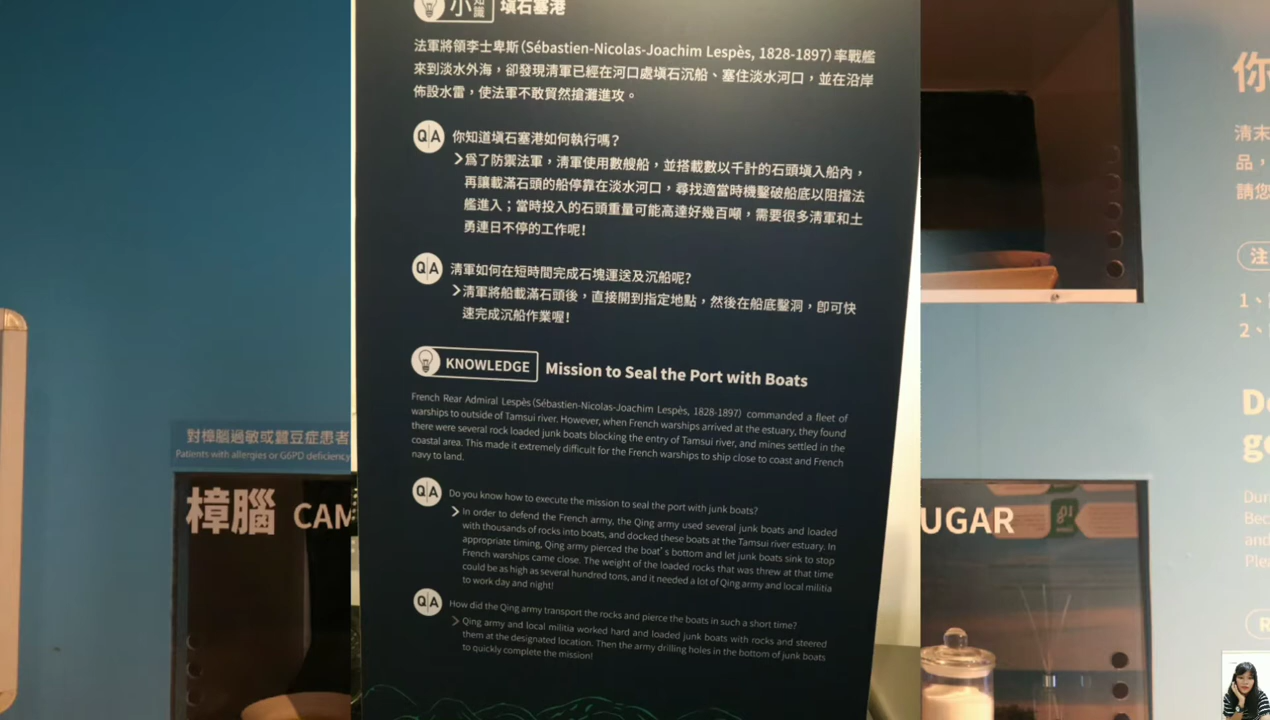 小知識 填石塞港
法軍將領李士卑斯(Sébastien-Nicolas-Joachim Lespès, 1828-1897)率戰艦
來到淡水外海，卻發現清軍已經在河口處填石沉船、塞住淡水河口，並在沿岸
佈設水雷，使法軍不敢貿然搶灘進攻。
QA 你知道填石塞港如何執行嗎?
為了防禦法軍，清軍使用數艘船，並搭載數以千計的石頭填入船內，
再讓載滿石頭的船停靠在淡水河口，尋找適當時機鑿破船底以阻擋法
艦進入；當時投入的石頭重量可能高達好幾百噸，需要很多清軍和土
勇連日不停的工作呢!
QA 清軍如何在短時間完成石塊運送及沉船呢?
清軍將船載滿石頭後，直接開到指定地點，然後在船底鑿洞，即可快
速完成沉船作業喔!
KNOWLEDGE Mission to Seal the Port with Boats
French Rear Admiral Lespès (Sébastien-Nicolas-Joachim Lespès, 1828-1897) commanded a fleet of
warships to outside of Tamsui river. However, when French warships arrived at the estuary, they found
there were several rock loaded junk boats blocking the entry of Tamsui river, and mines settled in the
coastal area. This made it extremely difficult for the French warships to ship close to coast and French
navy to land.
QA Do you know how to execute the mission to seal the port with junk boats?
In order to defend the French army, the Qing army used several junk boats and loaded
with thousands of rocks into boats, and docked these boats at the Tamsui river estuary. In
appropriate timing, Qing army pierced the boat's bottom and let junk boats sink to stop
French warships came close. The weight of the loaded rocks that was threw at that time
could be as high as several hundred tons, and it needed a lot of Qing army and local militia
to work day and night!
QA How did the Qing army transport the rocks and pierce the boats in such a short time?
Qing army and local militia worked hard and loaded junk boats with rocks and steered
them at the designated location. Then the army drilling holes in the bottom of junk boats
to quickly complete the mission!
對樟腦過敏或蠶豆症患者
Patients with allergies or G6PD deficiency
樟腦 CAM
UGAR
你
清末
品，
請您
注
1、
2、
D
g
Dur
Bec
and
Plea
R